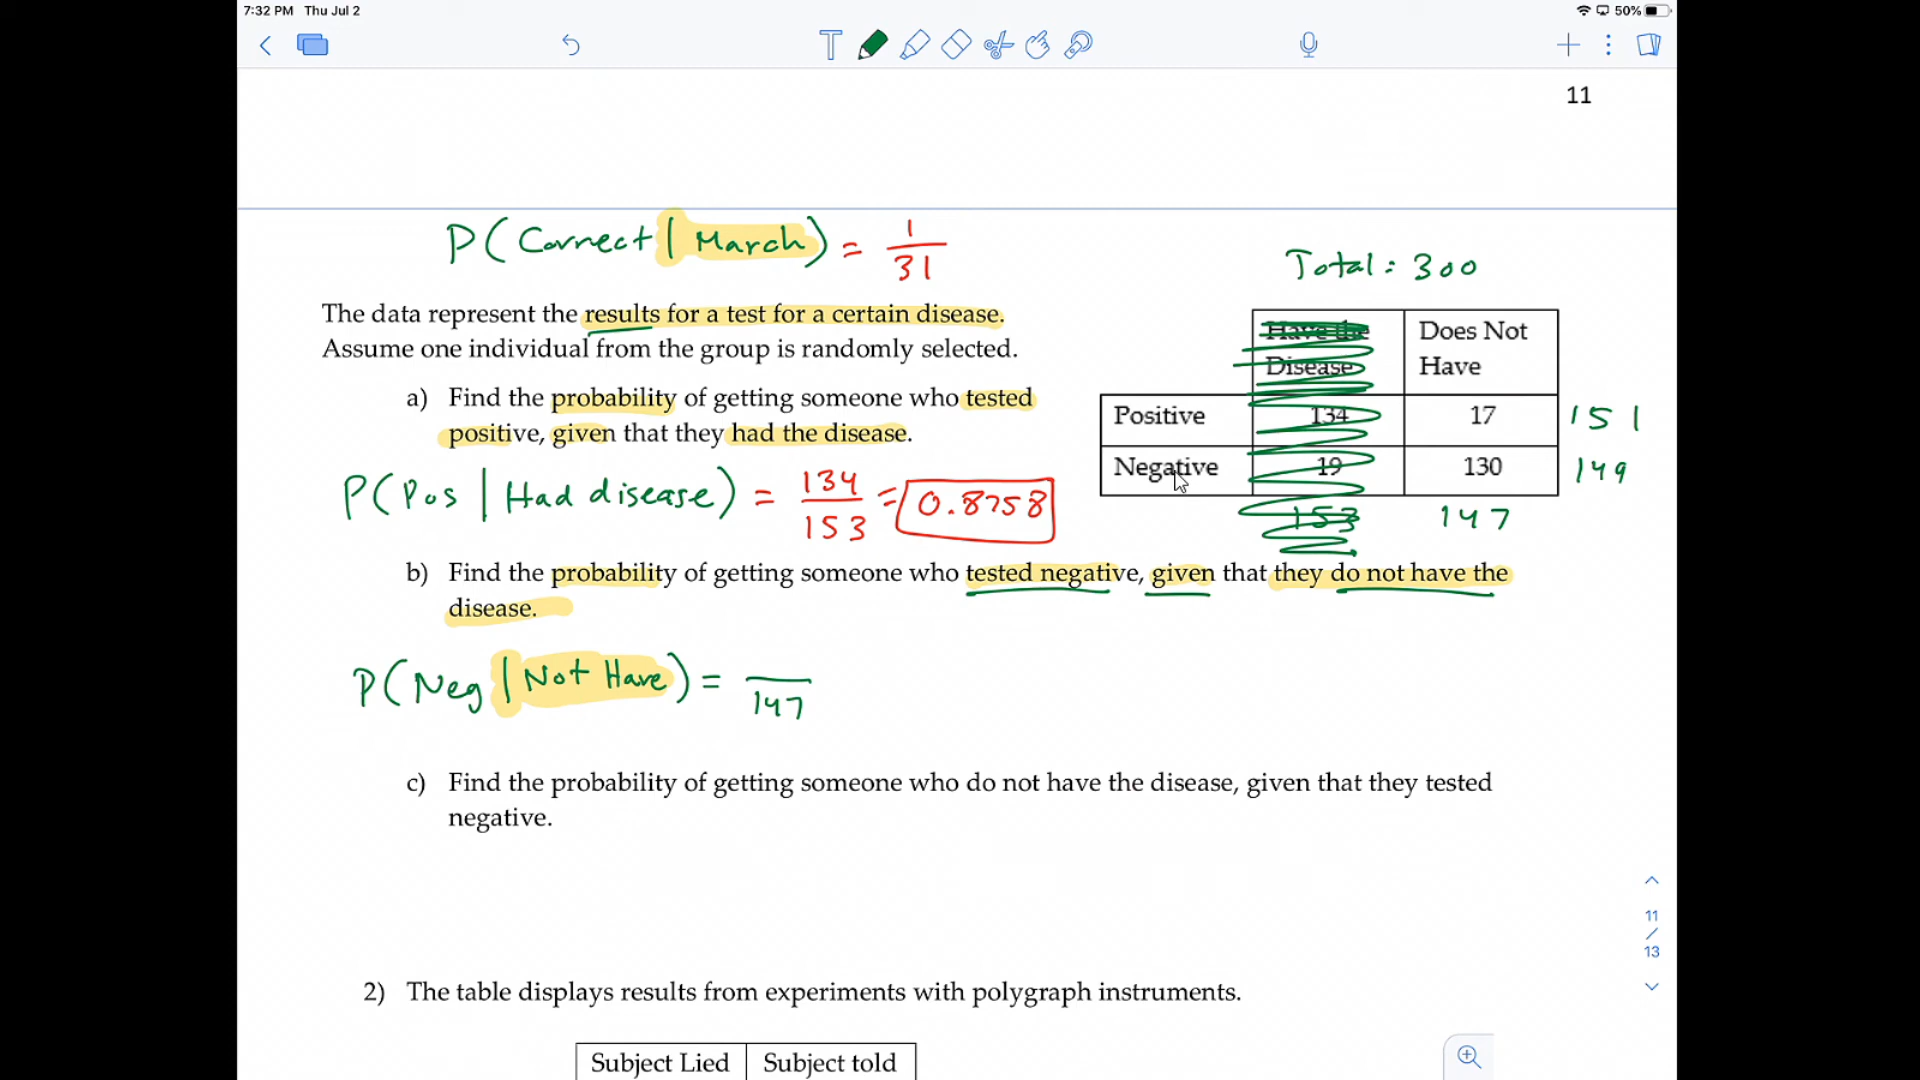 7:32 PM Thu Jul 2
50%
T
11
P(Correct | March) = 1/31
Total: 300
The data represent the results for a test for a certain disease.
Assume one individual from the group is randomly selected.
Have the Disease Does Not Have
Positive 134 17 151
Negative 19 130 149
153 147
a) Find the probability of getting someone who tested
positive, given that they had the disease.
P(Pos | Had disease) = 134/153 = 0.8758
b) Find the probability of getting someone who tested negative, given that they do not have the
disease.
P(Neg | Not Have) = /147
c) Find the probability of getting someone who do not have the disease, given that they tested
negative.
11
/
13
2) The table displays results from experiments with polygraph instruments.
Subject Lied Subject told